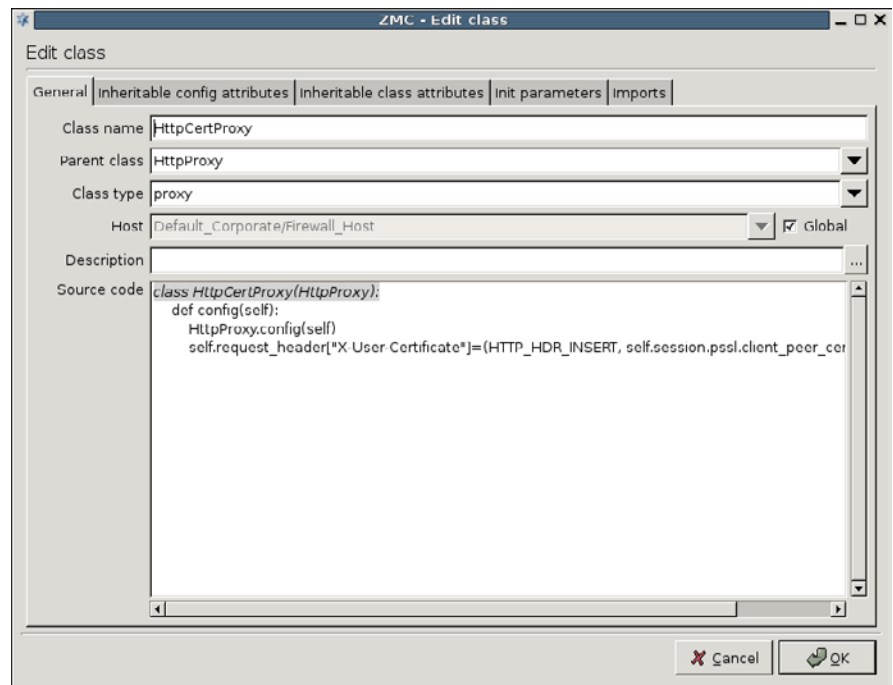 ZMC - Edit class
Edit class
General Inheritable config attributes Inheritable class attributes Init parameters Imports
Class name HttpCertProxy
Parent class HttpProxy
Class type proxy
Host Default_Corporate/Firewall_Host Global
Description ...
Source code class HttpCertProxy(HttpProxy):
def config(self):
HttpProxy.config(self)
self.request_header["X-User-Certificate"]=(HTTP_HDR_INSERT, self.session.pssl.client_peer_cer
Cancel OK